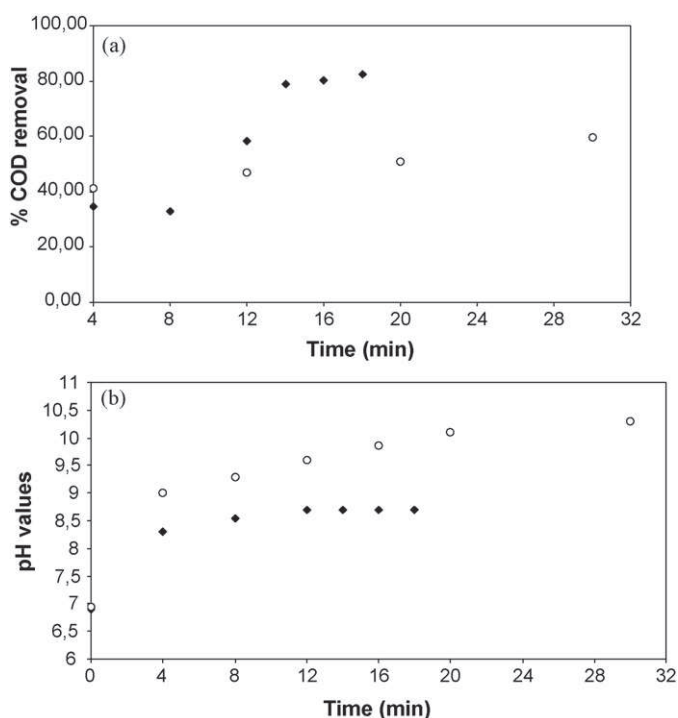 (a)
% COD removal
100,00
80,00
60,00
40,00
20,00
0,00
4 8 12 16 20 24 28 32
Time (min)
(b)
pH values
11
10,5
10
9,5
9
8,5
8
7,5
7
6,5
6
0 4 8 12 16 20 24 28 32
Time (min)